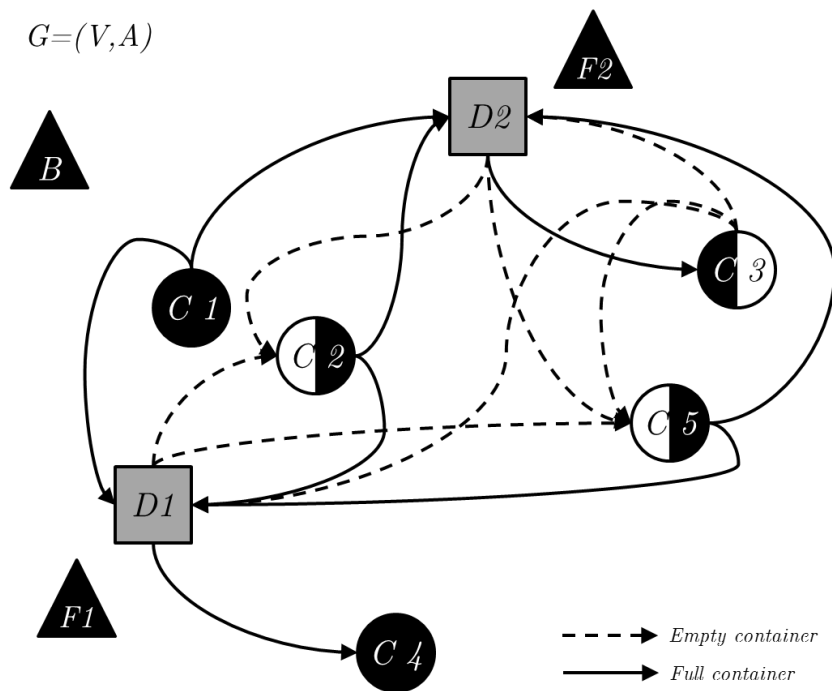 G=(V,A)
F2
D2
B
C 3
C 1
C 2
C 5
D1
F1
C 4
Empty container
Full container